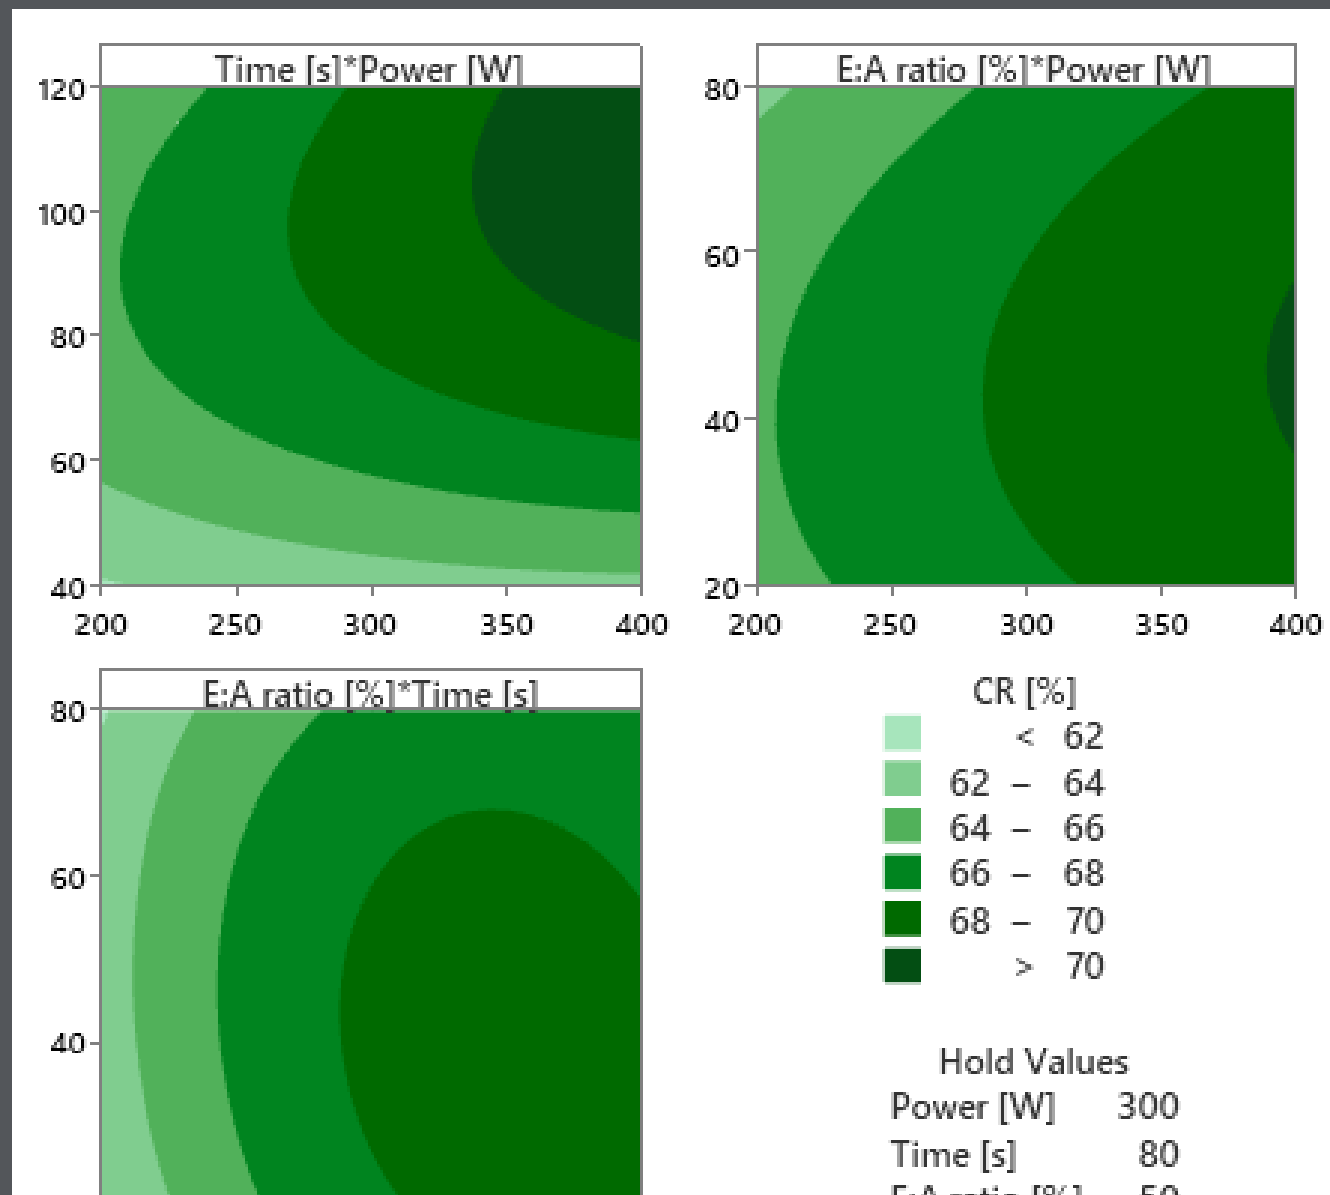 Time [s]*Power [W]
120
100
80
60
40
200 250 300 350 400
E:A ratio [%]*Power [W]
80
60
40
20
200 250 300 350 400
E:A ratio [%]*Time [s]
80
60
40
CR [%]
< 62
62 – 64
64 – 66
66 – 68
68 – 70
> 70
Hold Values
Power [W] 300
Time [s] 80
E:A ratio [%] 50